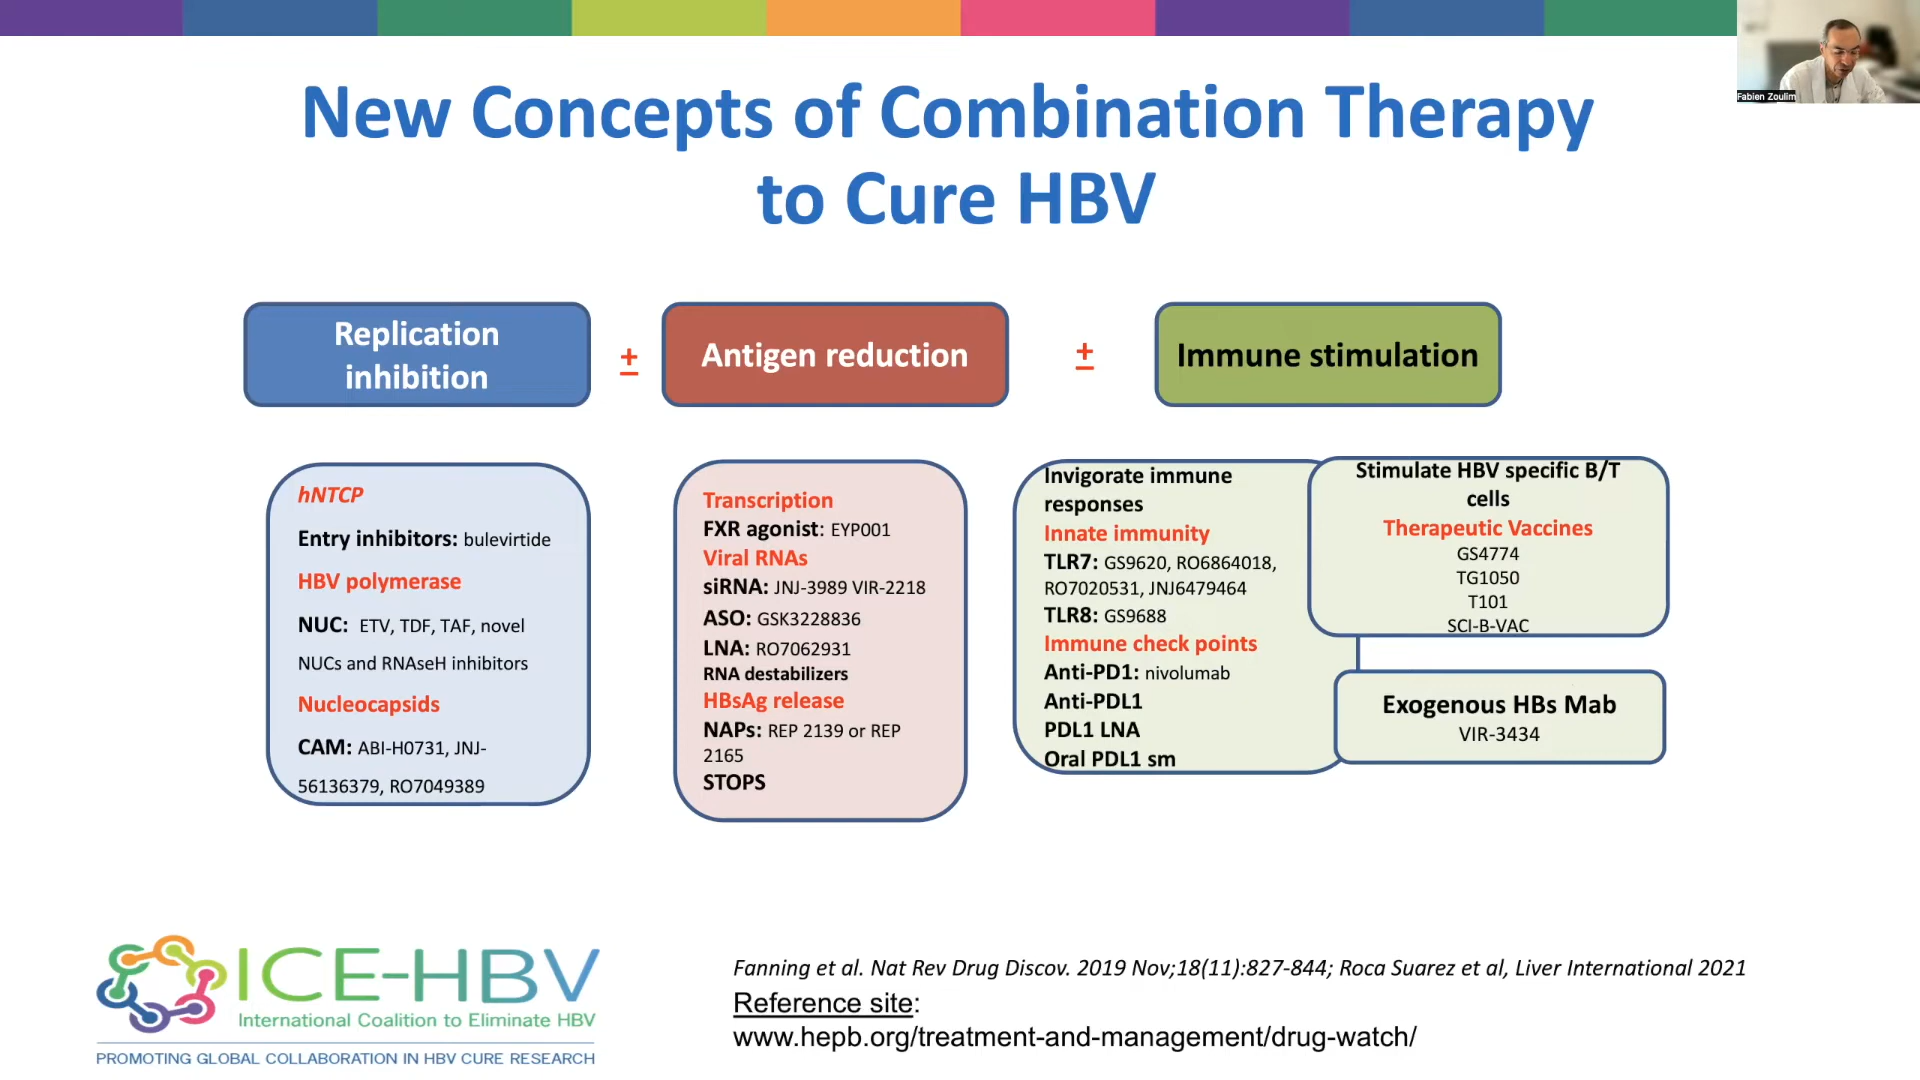 Fabien Zoulim
New Concepts of Combination Therapy
to Cure HBV
Replication
inhibition
±
Antigen reduction
±
Immune stimulation
hNTCP
Entry inhibitors: bulevirtide
HBV polymerase
NUC: ETV, TDF, TAF, novel
NUCs and RNAseH inhibitors
Nucleocapsids
CAM: ABI-H0731, JNJ-
56136379, RO7049389
Transcription
FXR agonist: EYP001
Viral RNAs
siRNA: JNJ-3989 VIR-2218
ASO: GSK3228836
LNA: RO7062931
RNA destabilizers
HBsAg release
NAPs: REP 2139 or REP
2165
STOPS
Invigorate immune
responses
Innate immunity
TLR7: GS9620, RO6864018,
RO7020531, JNJ6479464
TLR8: GS9688
Immune check points
Anti-PD1: nivolumab
Anti-PDL1
PDL1 LNA
Oral PDL1 sm
Stimulate HBV specific B/T
cells
Therapeutic Vaccines
GS4774
TG1050
T101
SCI-B-VAC
Exogenous HBs Mab
VIR-3434
ICE-HBV
International Coalition to Eliminate HBV
PROMOTING GLOBAL COLLABORATION IN HBV CURE RESEARCH
Fanning et al. Nat Rev Drug Discov. 2019 Nov;18(11):827-844; Roca Suarez et al, Liver International 2021
Reference site:
www.hepb.org/treatment-and-management/drug-watch/